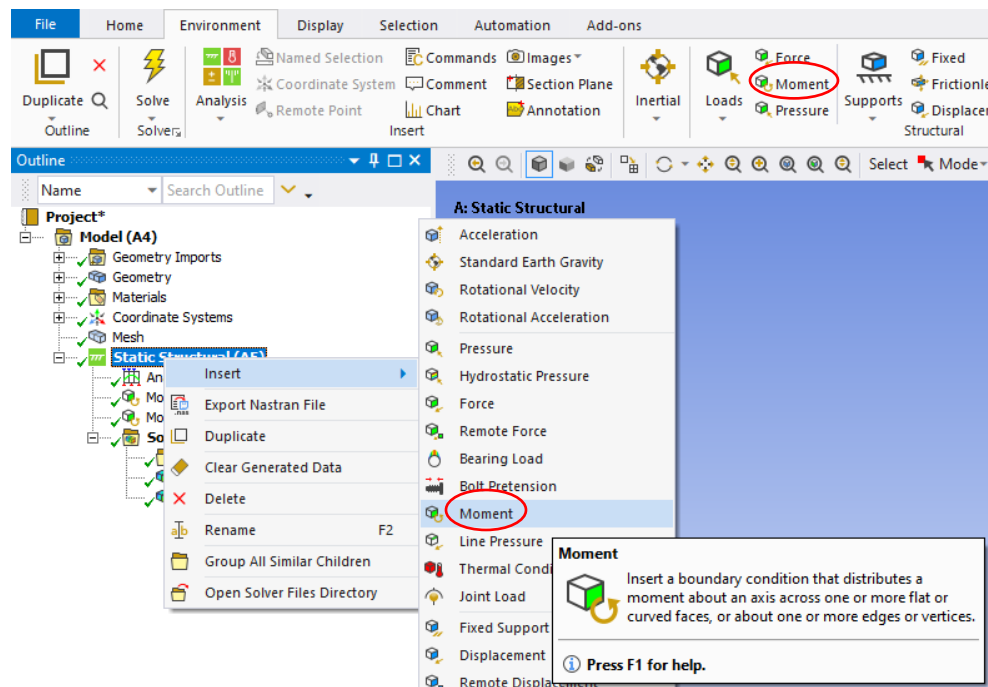 File Home Environment Display Selection Automation Add-ons
Named Selection Commands Images Force Fixed
Coordinate System Comment Section Plane Moment
Duplicate Solve Analysis Remote Point Chart Annotation Inertial Loads Pressure Supports
Outline Solver Insert Structural
Outline
Name Search Outline Select Mode
Project* A: Static Structural
Model (A4)
Geometry Imports
Geometry
Materials
Coordinate Systems
Mesh
Static Structural (A5)
An
Mo
Mo
So
Insert
Export Nastran File
Duplicate
Clear Generated Data
Delete
Rename F2
Group All Similar Children
Open Solver Files Directory
Acceleration
Standard Earth Gravity
Rotational Velocity
Rotational Acceleration
Pressure
Hydrostatic Pressure
Force
Remote Force
Bearing Load
Bolt Pretension
Moment
Line Pressure
Thermal Condi
Joint Load
Fixed Support
Displacement
Remote Displacement
Moment
Insert a boundary condition that distributes a
moment about an axis across one or more flat or
curved faces, or about one or more edges or vertices.
Press F1 for help.